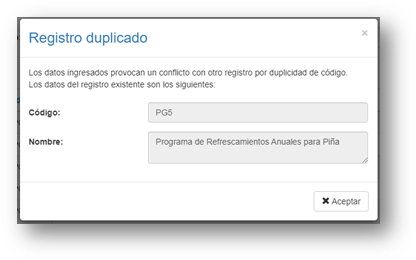 Registro duplicado
×
Los datos ingresados provocan un conflicto con otro registro por duplicidad de código.
Los datos del registro existente son los siguientes:
Código:
PG5
Nombre:
Programa de Refrescamientos Anuales para Piña
✖ Aceptar